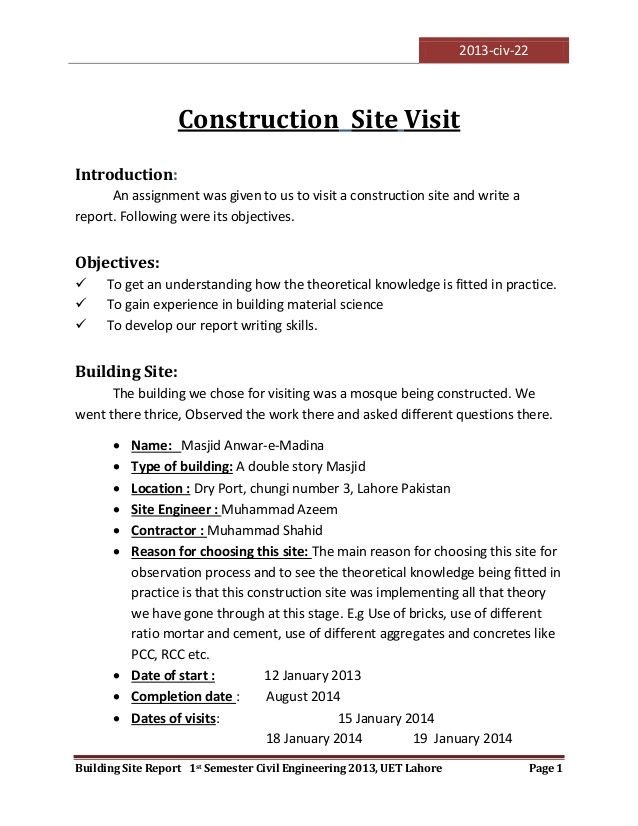 2013-civ-22
Construction Site Visit
Introduction:
An assignment was given to us to visit a construction site and write a
report. Following were its objectives.
Objectives:
✓ To get an understanding how the theoretical knowledge is fitted in practice.
✓ To gain experience in building material science
✓ To develop our report writing skills.
Building Site:
The building we chose for visiting was a mosque being constructed. We
went there thrice, Observed the work there and asked different questions there.
• Name: Masjid Anwar-e-Madina
• Type of building: A double story Masjid
• Location : Dry Port, chungi number 3, Lahore Pakistan
• Site Engineer : Muhammad Azeem
• Contractor : Muhammad Shahid
• Reason for choosing this site: The main reason for choosing this site for
observation process and to see the theoretical knowledge being fitted in
practice is that this construction site was implementing all that theory
we have gone through at this stage. E.g Use of bricks, use of different
ratio mortar and cement, use of different aggregates and concretes like
PCC, RCC etc.
• Date of start : 12 January 2013
• Completion date : August 2014
• Dates of visits: 15 January 2014
18 January 2014 19 January 2014
Building Site Report 1st Semester Civil Engineering 2013, UET Lahore Page 1